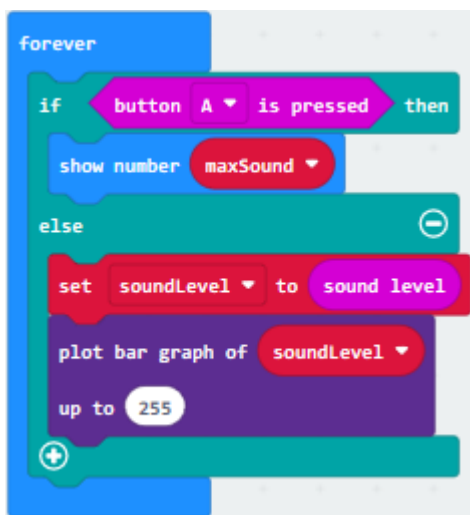 forever
if button A is pressed then
show number maxSound
else
set soundLevel to sound level
plot bar graph of soundLevel
up to 255